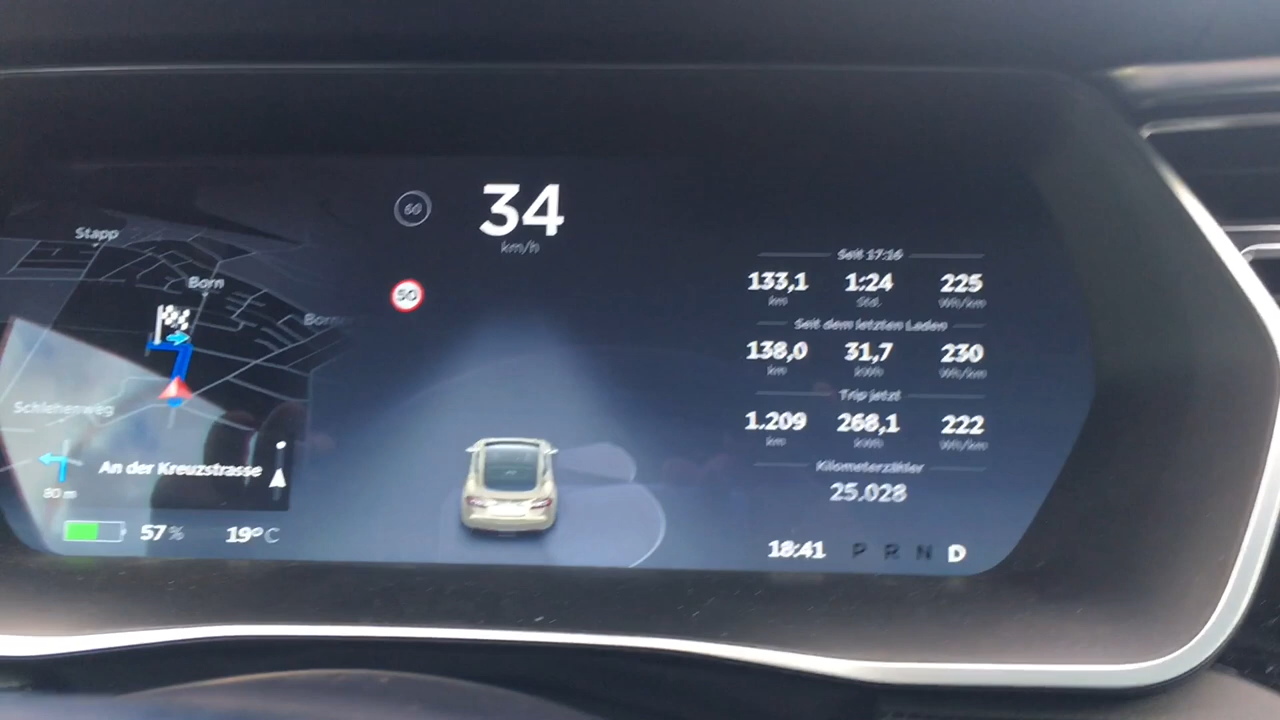 Stapp
Born
Born
Schlehenweg
An der Kreuzstrasse
80 m
57 %
19°C
60
34
km/h
50
Seit 17:16
133,1 1:24 225
km Std. Wh/km
Seit dem letzten Laden
138,0 31,7 230
km kWh Wh/km
Trip jetzt
1.209 268,1 222
km kWh Wh/km
Kilometerzähler
25.028
18:41 P R N D